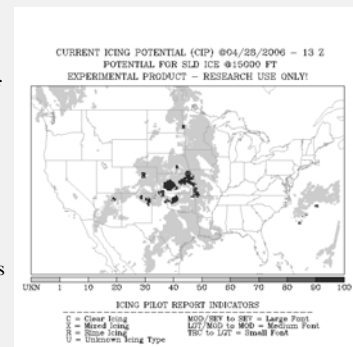 CURRENT ICING POTENTIAL (CIP) @04/28/2006 - 13 Z
POTENTIAL FOR SLD ICE @15000 FT
EXPERIMENTAL PRODUCT - RESEARCH USE ONLY!
UKN 1 10 20 30 40 50 60 70 80 90 100
ICING PILOT REPORT INDICATORS
C = Clear Icing MOD/SEV to SEV = Large Font
X = Mixed Icing LGT/MOD to MOD = Medium Font
R = Rime Icing TRC to LGT = Small Font
U = Unknown Icing Type
s